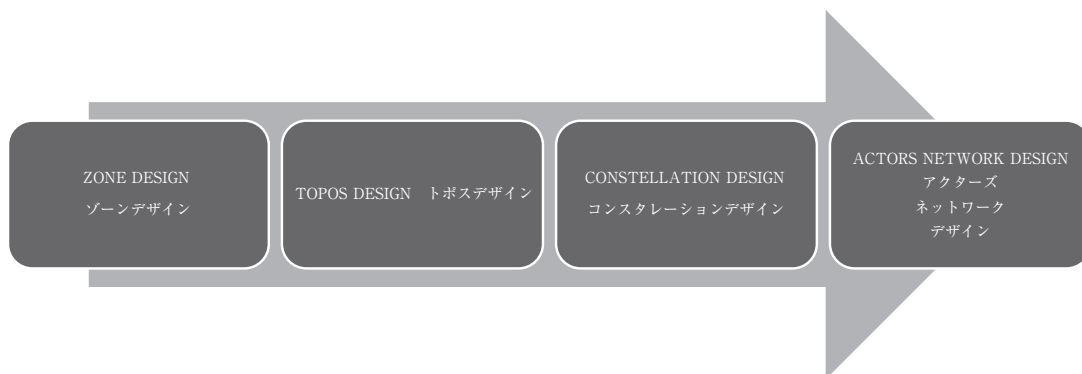 ZONE DESIGN
ゾーンデザイン
TOPOS DESIGN　トポスデザイン
CONSTELLATION DESIGN
コンスタレーションデザイン
ACTORS NETWORK DESIGN
アクターズ
ネットワーク
デザイン